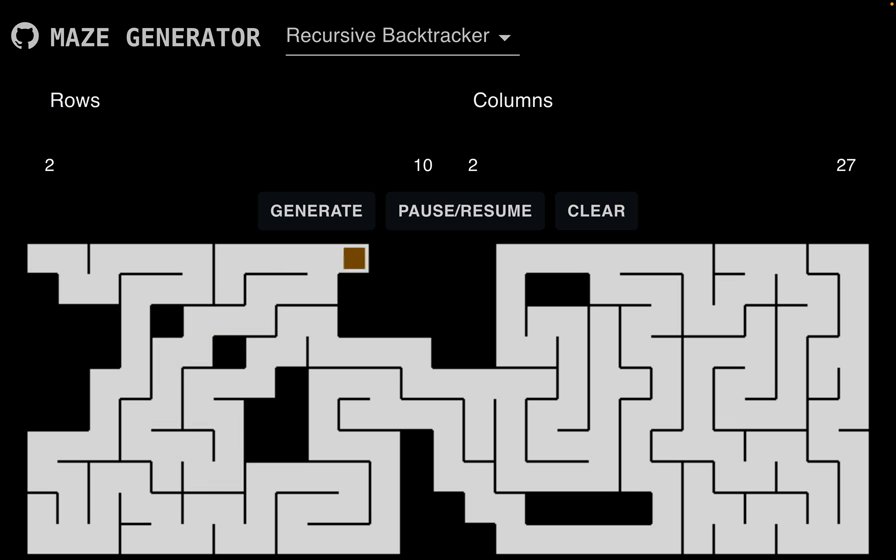 MAZE GENERATOR Recursive Backtracker
Rows Columns
2 10 2 27
GENERATE PAUSE/RESUME CLEAR